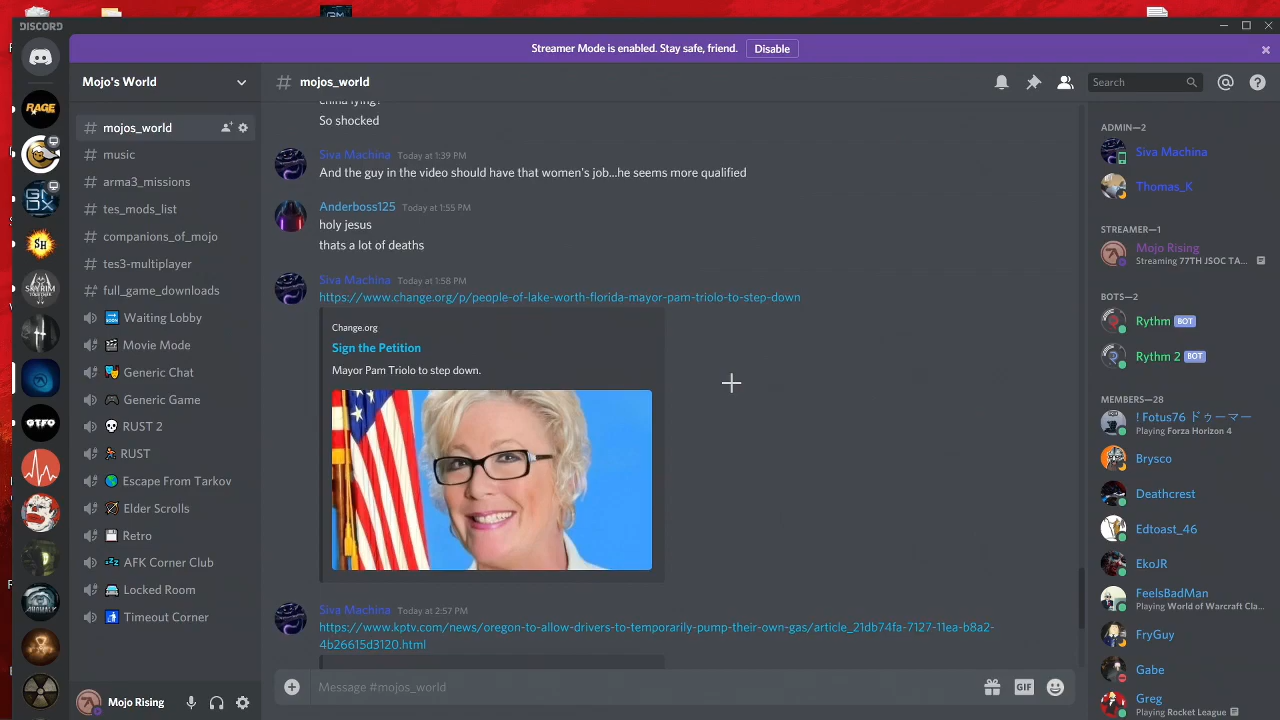 DISCORD
Streamer Mode is enabled. Stay safe, friend.
Disable
Mojo's World
mojos_world
Search
mojos_world
music
arma3_missions
tes_mods_list
companions_of_mojo
tes3-multiplayer
full_game_downloads
Waiting Lobby
Movie Mode
Generic Chat
Generic Game
RUST 2
RUST
Escape From Tarkov
Elder Scrolls
Retro
AFK Corner Club
Locked Room
Timeout Corner
Mojo Rising
RAGE
SH
SKYRIM
TOGETHER
GTFO
China lying?
So shocked
Siva Machina Today at 1:39 PM
And the guy in the video should have that women's job...he seems more qualified
Anderboss125 Today at 1:55 PM
holy jesus
thats a lot of deaths
Siva Machina Today at 1:58 PM
https://www.change.org/p/people-of-lake-worth-florida-mayor-pam-triolo-to-step-down
Change.org
Sign the Petition
Mayor Pam Triolo to step down.
Siva Machina Today at 2:57 PM
https://www.kptv.com/news/oregon-to-allow-drivers-to-temporarily-pump-their-own-gas/article_21db74fa-7127-11ea-b8a2-
4b26615d3120.html
Message #mojos_world
GIF
ADMIN—2
Siva Machina
Thomas_K
STREAMER—1
Mojo Rising
Streaming 77TH JSOC TA...
BOTS—2
Rythm BOT
Rythm 2 BOT
MEMBERS—28
! Fotus76 ドゥーマー
Playing Forza Horizon 4
Brysco
Deathcrest
Edtoast_46
EkoJR
FeelsBadMan
Playing World of Warcraft Cla...
FryGuy
Gabe
Greg
Playing Rocket League